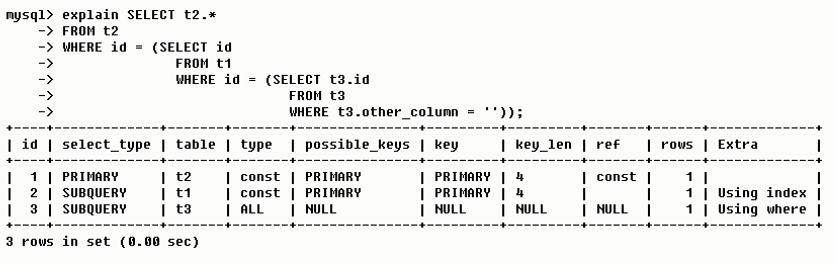 mysql> explain SELECT t2.*
    -> FROM t2
    -> WHERE id = (SELECT id
    ->             FROM t1
    ->             WHERE id = (SELECT t3.id
    ->                         FROM t3
    ->                         WHERE t3.other_column = ''));
+----+-------------+-------+-------+---------------+---------+---------+-------+------+-------------+
| id | select_type | table | type  | possible_keys | key     | key_len | ref   | rows | Extra       |
+----+-------------+-------+-------+---------------+---------+---------+-------+------+-------------+
|  1 | PRIMARY     | t2    | const | PRIMARY       | PRIMARY | 4       | const |    1 |             |
|  2 | SUBQUERY    | t1    | const | PRIMARY       | PRIMARY | 4       |       |    1 | Using index |
|  3 | SUBQUERY    | t3    | ALL   | NULL          | NULL    | NULL    | NULL  |    1 | Using where |
+----+-------------+-------+-------+---------------+---------+---------+-------+------+-------------+
3 rows in set (0.00 sec)